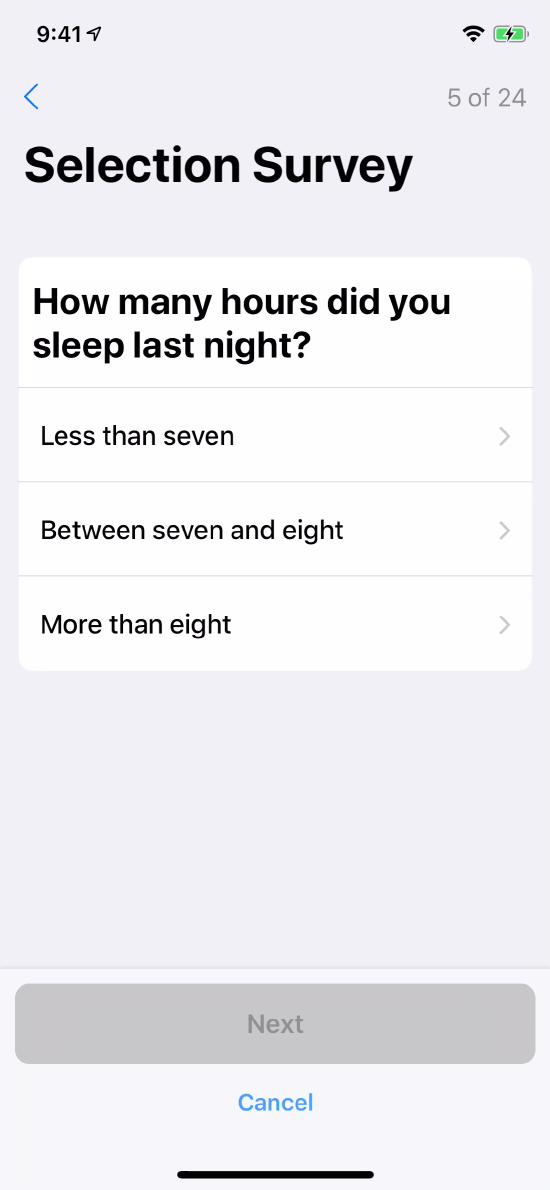 9:41
5 of 24
Selection Survey
How many hours did you
sleep last night?
Less than seven
Between seven and eight
More than eight
Next
Cancel